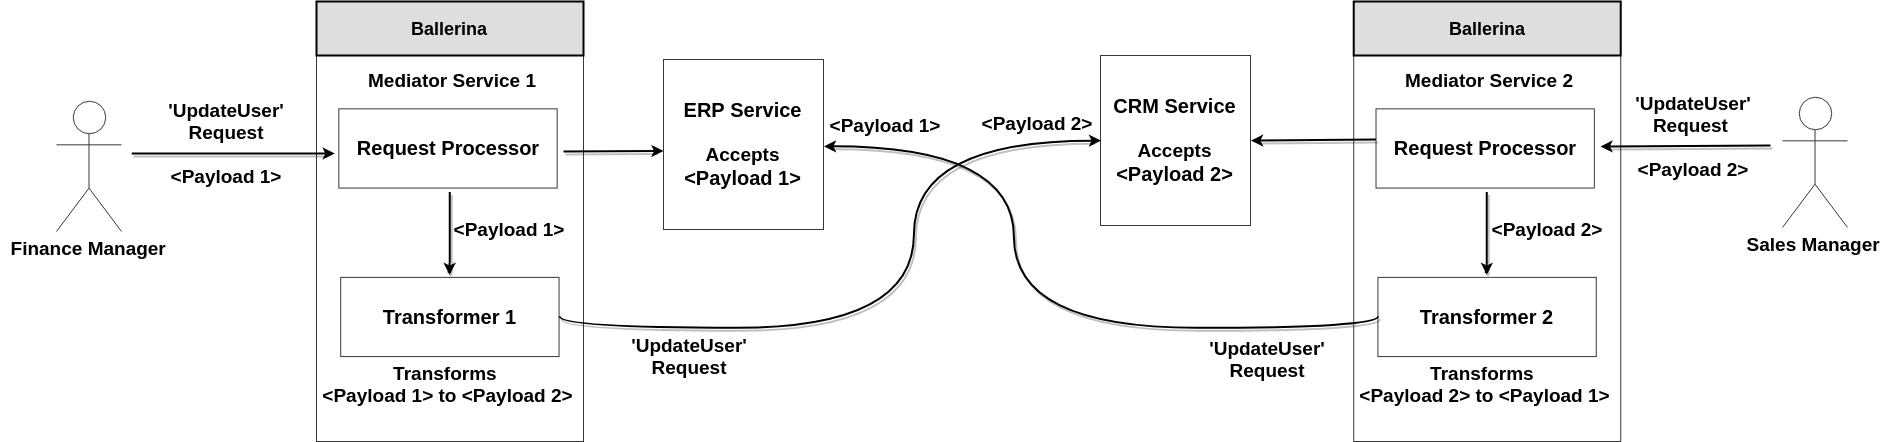 Ballerina
Mediator Service 1
'UpdateUser'
Request
<Payload 1>
Finance Manager
Request Processor
<Payload 1>
Transformer 1
Transforms
<Payload 1> to <Payload 2>
ERP Service
Accepts
<Payload 1>
<Payload 1>
'UpdateUser'
Request
<Payload 2>
CRM Service
Accepts
<Payload 2>
'UpdateUser'
Request
Ballerina
Mediator Service 2
Request Processor
<Payload 2>
Transformer 2
Transforms
<Payload 2> to <Payload 1>
'UpdateUser'
Request
<Payload 2>
Sales Manager